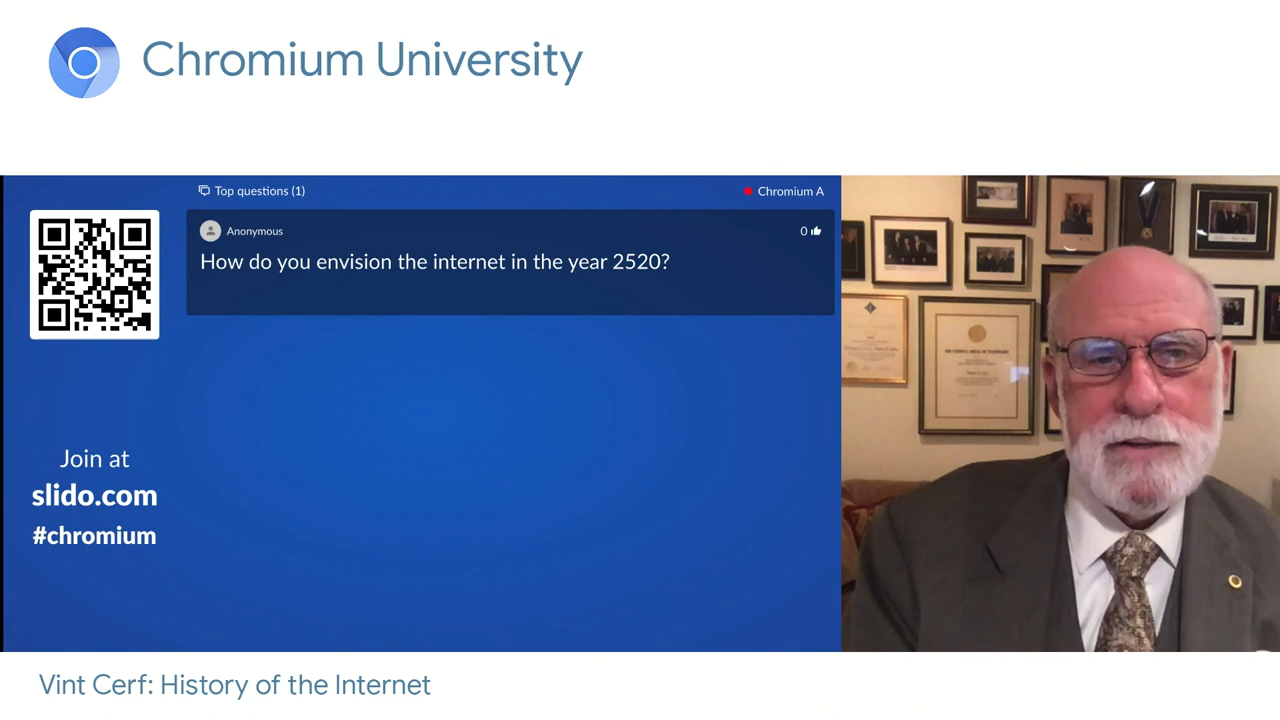 Chromium University
Top questions (1)
Chromium A
Anonymous
0
How do you envision the internet in the year 2520?
Join at
slido.com
#chromium
Vint Cerf: History of the Internet